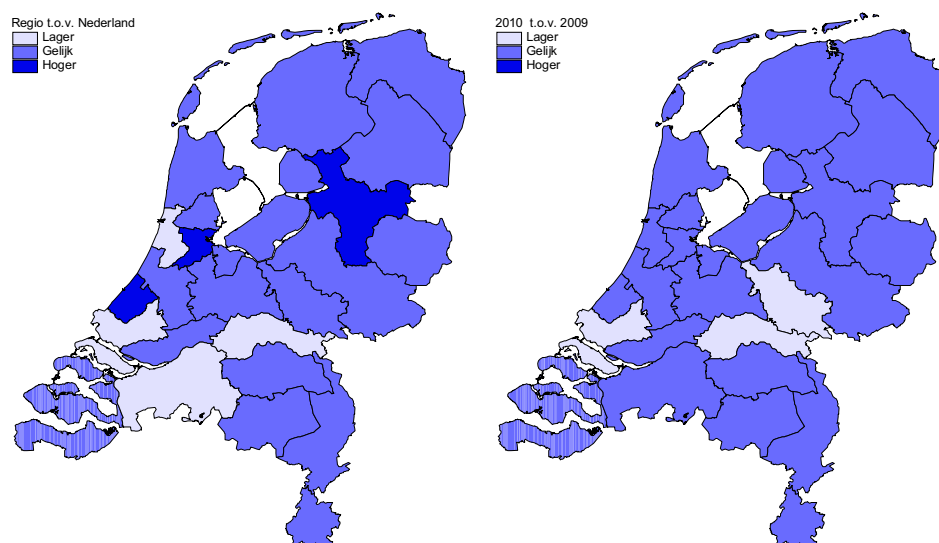 Regio t.o.v. Nederland
Lager
Gelijk
Hoger
2010 t.o.v. 2009
Lager
Gelijk
Hoger